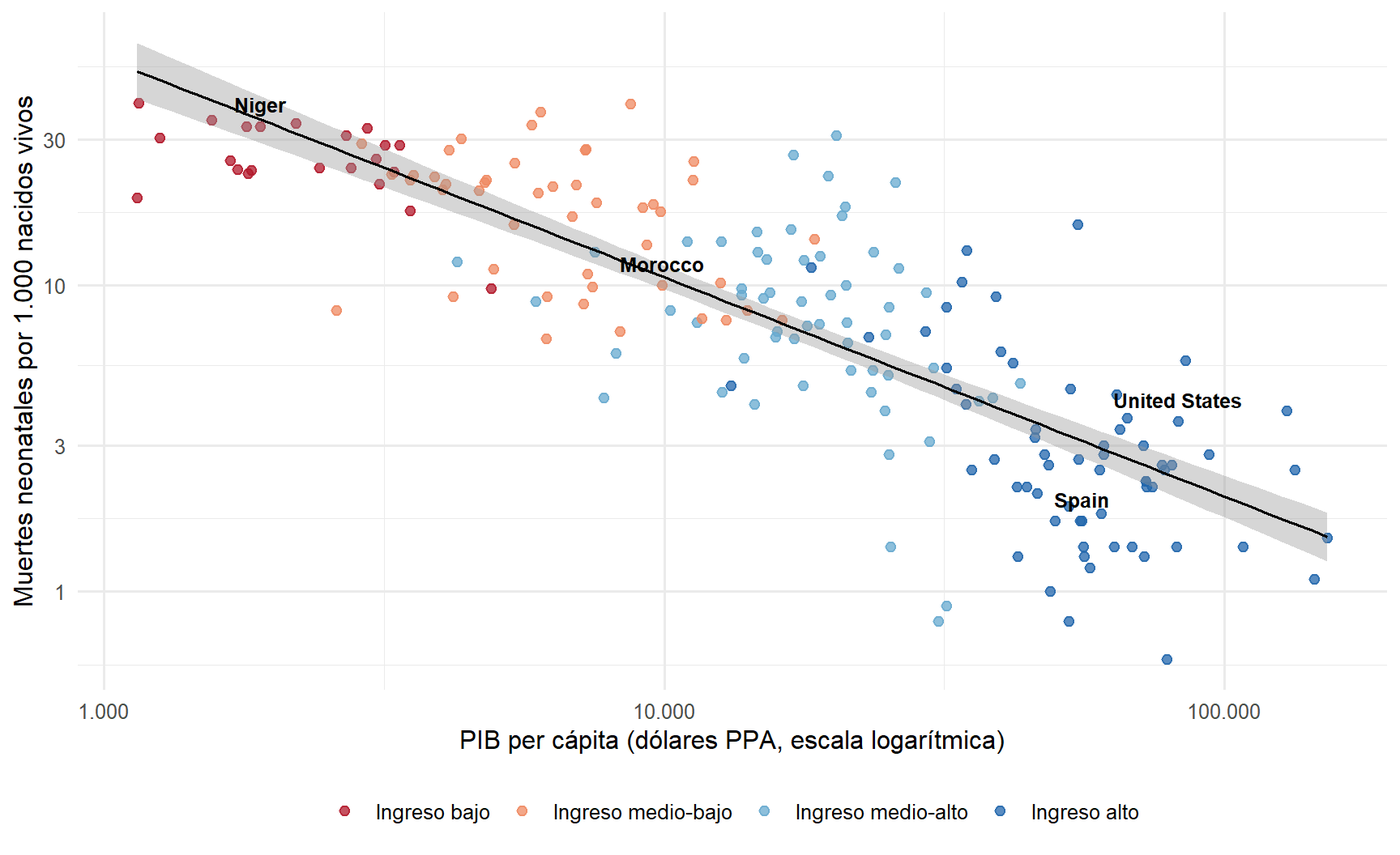 Muertes neonatales por 1.000 nacidos vivos
30
10
3
1
Niger
Morocco
United States
Spain
1.000
10.000
100.000
PIB per cápita (dólares PPA, escala logarítmica)
Ingreso bajo
Ingreso medio-bajo
Ingreso medio-alto
Ingreso alto